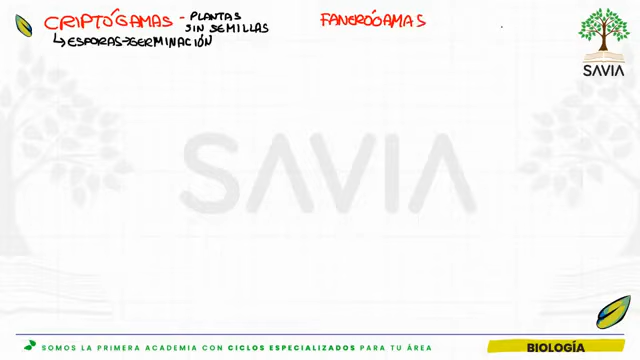 CRIPTÓGAMAS - PLANTAS
SIN SEMILLAS
↳ ESPORAS→GERMINACIÓN
FANERÓGAMAS
SAVIA
SAVIA
SOMOS LA PRIMERA ACADEMIA CON CICLOS ESPECIALIZADOS PARA TU ÁREA
BIOLOGÍA